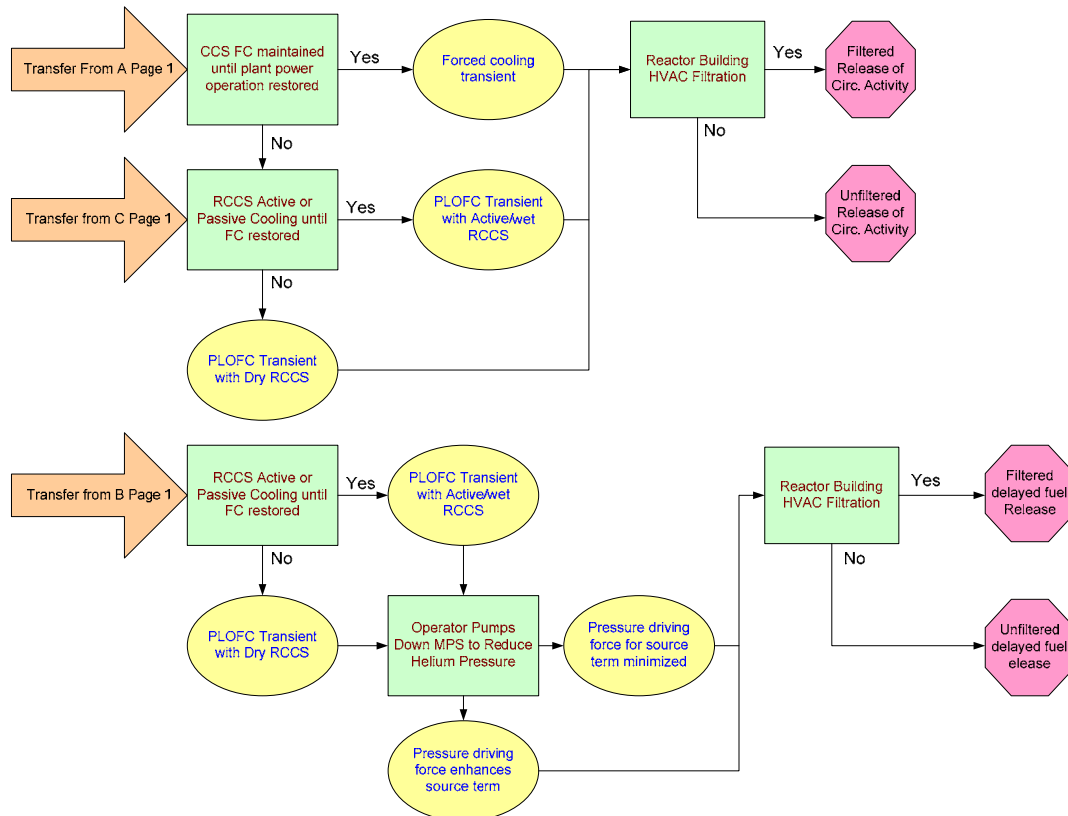 Transfer From A Page 1
CCS FC maintained
until plant power
operation restored
Yes
Forced cooling
transient
Reactor Building
HVAC Filtration
Yes
Filtered
Release of
Circ. Activity
No
No
Transfer from C Page 1
RCCS Active or
Passive Cooling until
FC restored
Yes
PLOFC Transient
with Active/wet
RCCS
Unfiltered
Release of
Circ. Activity
No
PLOFC Transient
with Dry RCCS
Transfer from B Page 1
RCCS Active or
Passive Cooling until
FC restored
Yes
PLOFC Transient
with Active/wet
RCCS
Reactor Building
HVAC Filtration
Yes
Filtered
delayed fuel
Release
No
No
PLOFC Transient
with Dry RCCS
Operator Pumps
Down MPS to Reduce
Helium Pressure
Pressure driving
force for source
term minimized
Unfiltered
delayed fuel
elease
Pressure driving
force enhances
source term